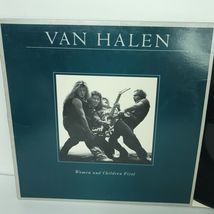 VAN HALEN
Women and Children First